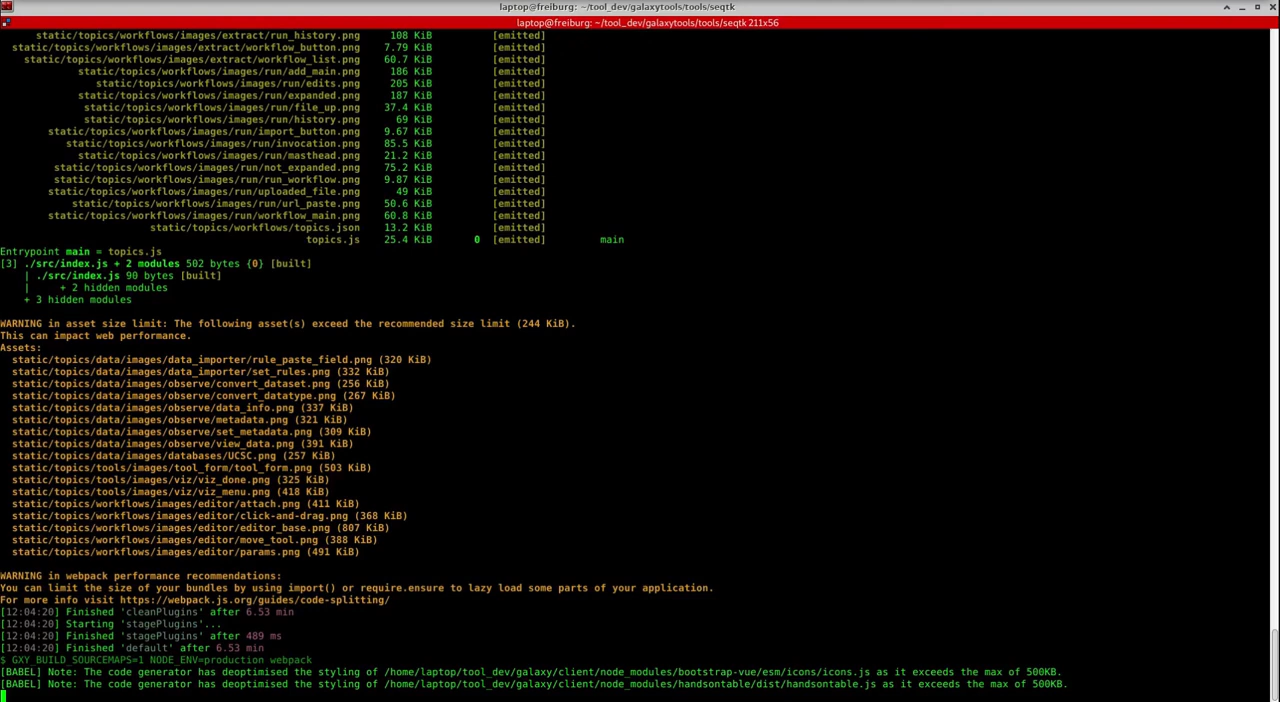 laptop@freiburg: ~/tool_dev/galaxytools/tools/seqtk
laptop@freiburg: ~/tool_dev/galaxytools/tools/seqtk 211x56
static/topics/workflows/images/extract/run_history.png 108 KiB [emitted]
static/topics/workflows/images/extract/workflow_button.png 7.79 KiB [emitted]
static/topics/workflows/images/extract/workflow_list.png 60.7 KiB [emitted]
static/topics/workflows/images/run/add_main.png 186 KiB [emitted]
static/topics/workflows/images/run/edits.png 205 KiB [emitted]
static/topics/workflows/images/run/expanded.png 187 KiB [emitted]
static/topics/workflows/images/run/file_up.png 37.4 KiB [emitted]
static/topics/workflows/images/run/history.png 69 KiB [emitted]
static/topics/workflows/images/run/import_button.png 9.67 KiB [emitted]
static/topics/workflows/images/run/invocation.png 85.5 KiB [emitted]
static/topics/workflows/images/run/masthead.png 21.2 KiB [emitted]
static/topics/workflows/images/run/not_expanded.png 75.2 KiB [emitted]
static/topics/workflows/images/run/run_workflow.png 9.87 KiB [emitted]
static/topics/workflows/images/run/uploaded_file.png 49 KiB [emitted]
static/topics/workflows/images/run/url_paste.png 50.6 KiB [emitted]
static/topics/workflows/images/run/workflow_main.png 60.8 KiB [emitted]
static/topics/workflows/topics.json 13.2 KiB [emitted]
topics.js 25.4 KiB 0 [emitted] main
Entrypoint main = topics.js
[3] ./src/index.js + 2 modules 502 bytes {0} [built]
| ./src/index.js 90 bytes [built]
| + 2 hidden modules
+ 3 hidden modules
WARNING in asset size limit: The following asset(s) exceed the recommended size limit (244 KiB).
This can impact web performance.
Assets:
static/topics/data/images/data_importer/rule_paste_field.png (320 KiB)
static/topics/data/images/data_importer/set_rules.png (332 KiB)
static/topics/data/images/observe/convert_dataset.png (256 KiB)
static/topics/data/images/observe/convert_datatype.png (267 KiB)
static/topics/data/images/observe/data_info.png (337 KiB)
static/topics/data/images/observe/metadata.png (321 KiB)
static/topics/data/images/observe/set_metadata.png (309 KiB)
static/topics/data/images/observe/view_data.png (391 KiB)
static/topics/data/images/databases/UCSC.png (257 KiB)
static/topics/tools/images/tool_form/tool_form.png (503 KiB)
static/topics/tools/images/viz/viz_done.png (325 KiB)
static/topics/tools/images/viz/viz_menu.png (418 KiB)
static/topics/workflows/images/editor/attach.png (411 KiB)
static/topics/workflows/images/editor/click-and-drag.png (368 KiB)
static/topics/workflows/images/editor/editor_base.png (807 KiB)
static/topics/workflows/images/editor/move_tool.png (388 KiB)
static/topics/workflows/images/editor/params.png (491 KiB)
WARNING in webpack performance recommendations:
You can limit the size of your bundles by using import() or require.ensure to lazy load some parts of your application.
For more info visit https://webpack.js.org/guides/code-splitting/
[12:04:20] Finished 'cleanPlugins' after 6.53 min
[12:04:20] Starting 'stagePlugins'...
[12:04:20] Finished 'stagePlugins' after 489 ms
[12:04:20] Finished 'default' after 6.53 min
$ GXY_BUILD_SOURCEMAPS=1 NODE_ENV=production webpack
[BABEL] Note: The code generator has deoptimised the styling of /home/laptop/tool_dev/galaxy/client/node_modules/bootstrap-vue/esm/icons/icons.js as it exceeds the max of 500KB.
[BABEL] Note: The code generator has deoptimised the styling of /home/laptop/tool_dev/galaxy/client/node_modules/handsontable/dist/handsontable.js as it exceeds the max of 500KB.